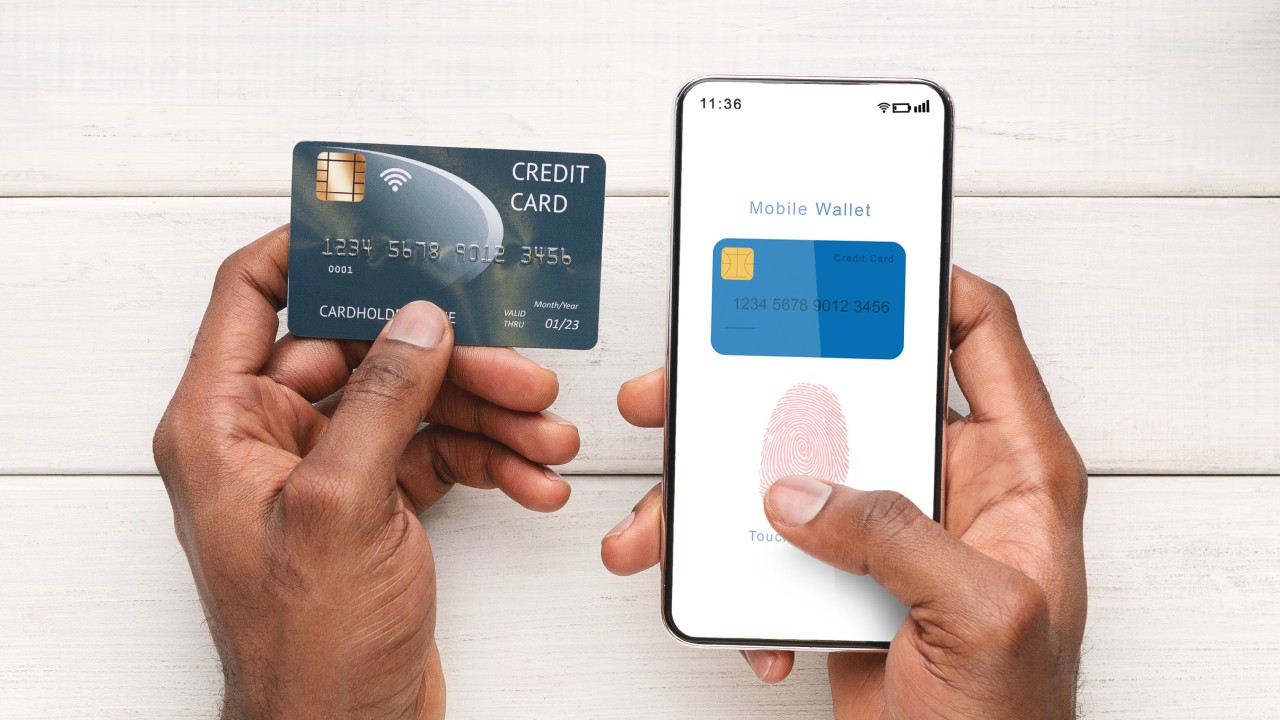 CREDIT
CARD
1234 5678 9012 3456
0001
Month/Year
VALID
THRU
01/23
11:36
Mobile Wallet
Credit Card
1234 5678 9012 3456